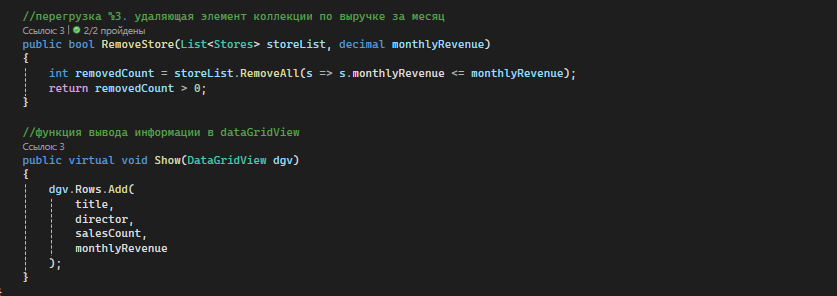 //перегрузка №3. удаляющая элемент коллекции по выручке за месяц
Ссылок: 3 | 2/2 пройдены
public bool RemoveStore(List<Stores> storeList, decimal monthlyRevenue)
{
int removedCount = storeList.RemoveAll(s => s.monthlyRevenue <= monthlyRevenue);
return removedCount > 0;
}
//функция вывода информации в dataGridView
Ссылок: 3
public virtual void Show(DataGridView dgv)
{
dgv.Rows.Add(
title,
director,
salesCount,
monthlyRevenue
);
}